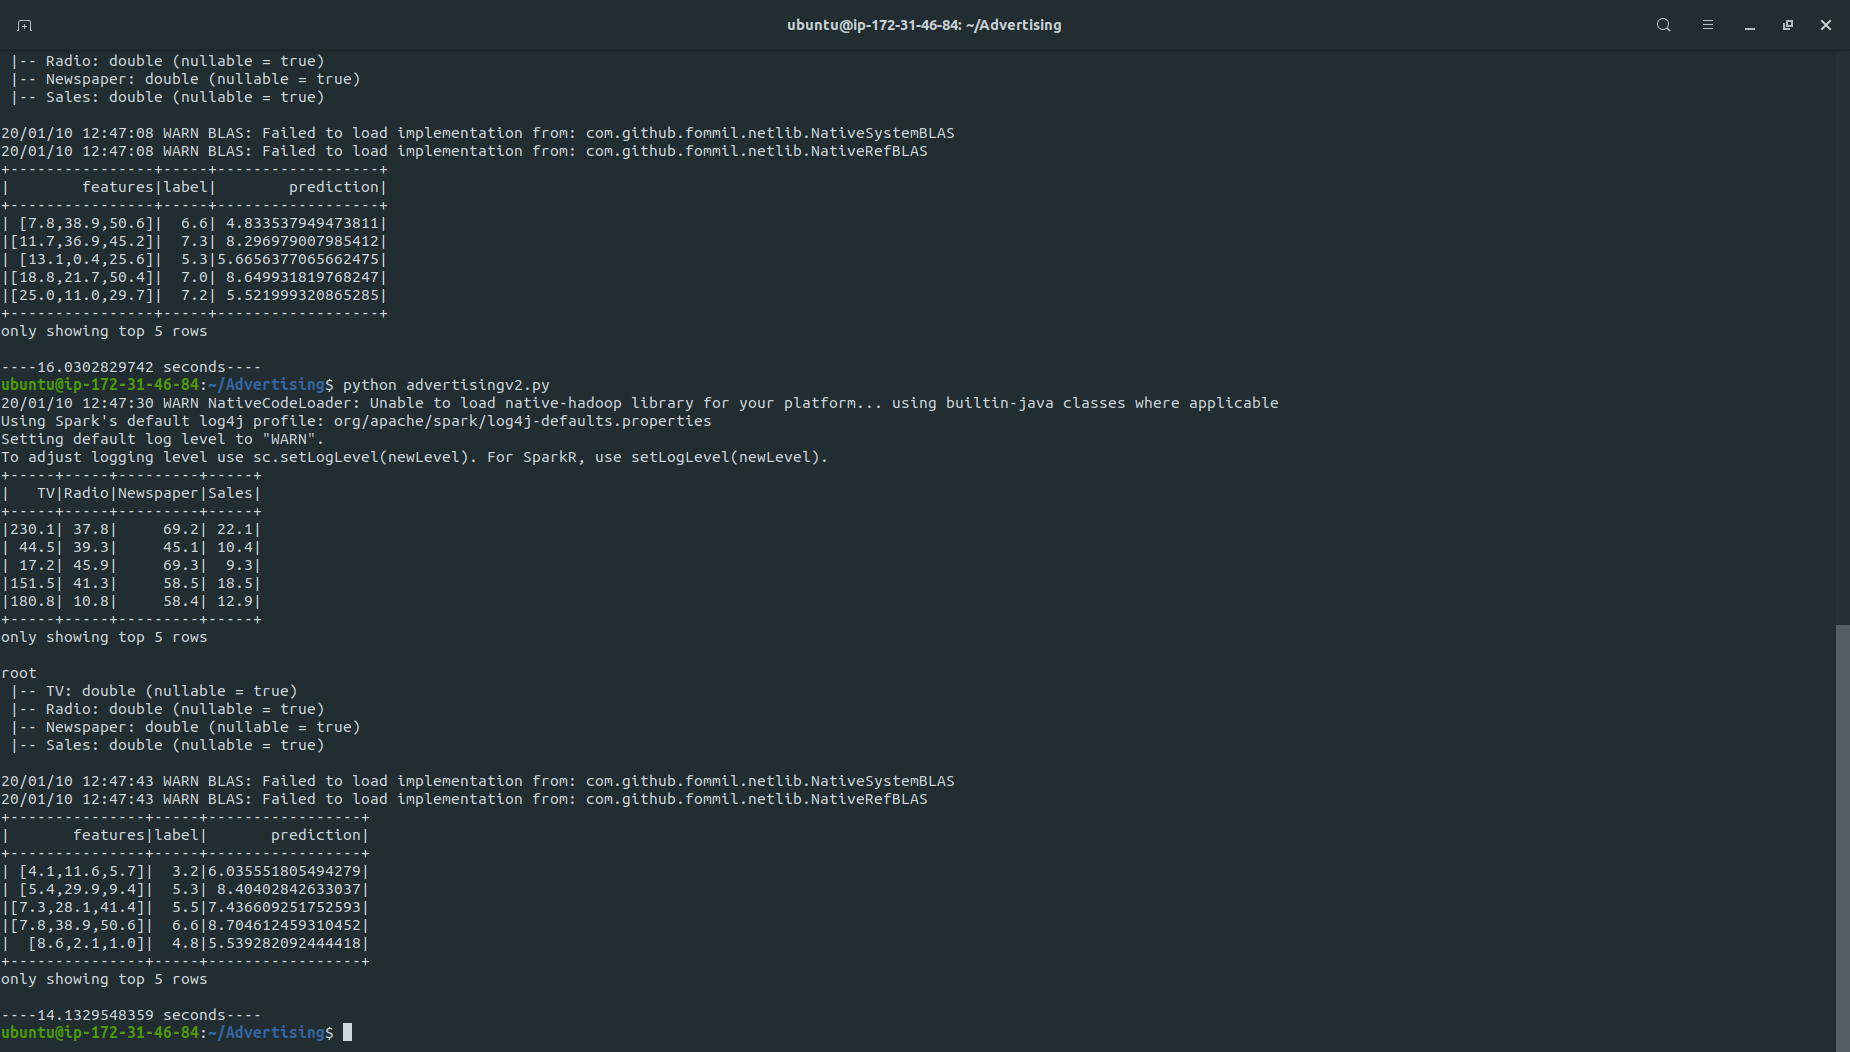 ubuntu@ip-172-31-46-84: ~/Advertising
 |-- Radio: double (nullable = true)
 |-- Newspaper: double (nullable = true)
 |-- Sales: double (nullable = true)

20/01/10 12:47:08 WARN BLAS: Failed to load implementation from: com.github.fommil.netlib.NativeSystemBLAS
20/01/10 12:47:08 WARN BLAS: Failed to load implementation from: com.github.fommil.netlib.NativeRefBLAS
+----------------+-----+------------------+
|        features|label|        prediction|
+----------------+-----+------------------+
| [7.8,38.9,50.6]|  6.6| 4.833537949473811|
|[11.7,36.9,45.2]|  7.3| 8.296979007985412|
| [13.1,0.4,25.6]|  5.3|5.6656377065662475|
|[18.8,21.7,50.4]|  7.0| 8.649931819768247|
|[25.0,11.0,29.7]|  7.2| 5.521999320865285|
+----------------+-----+------------------+
only showing top 5 rows

----16.0302829742 seconds----
ubuntu@ip-172-31-46-84:~/Advertising$ python advertisingv2.py
20/01/10 12:47:30 WARN NativeCodeLoader: Unable to load native-hadoop library for your platform... using builtin-java classes where applicable
Using Spark's default log4j profile: org/apache/spark/log4j-defaults.properties
Setting default log level to "WARN".
To adjust logging level use sc.setLogLevel(newLevel). For SparkR, use setLogLevel(newLevel).
+-----+-----+---------+-----+
|   TV|Radio|Newspaper|Sales|
+-----+-----+---------+-----+
|230.1| 37.8|     69.2| 22.1|
| 44.5| 39.3|     45.1| 10.4|
| 17.2| 45.9|     69.3|  9.3|
|151.5| 41.3|     58.5| 18.5|
|180.8| 10.8|     58.4| 12.9|
+-----+-----+---------+-----+
only showing top 5 rows

root
 |-- TV: double (nullable = true)
 |-- Radio: double (nullable = true)
 |-- Newspaper: double (nullable = true)
 |-- Sales: double (nullable = true)

20/01/10 12:47:43 WARN BLAS: Failed to load implementation from: com.github.fommil.netlib.NativeSystemBLAS
20/01/10 12:47:43 WARN BLAS: Failed to load implementation from: com.github.fommil.netlib.NativeRefBLAS
+---------------+-----+-----------------+
|       features|label|       prediction|
+---------------+-----+-----------------+
| [4.1,11.6,5.7]|  3.2|6.035551805494279|
| [5.4,29.9,9.4]|  5.3| 8.40402842633037|
|[7.3,28.1,41.4]|  5.5|7.436609251752593|
|[7.8,38.9,50.6]|  6.6|8.704612459310452|
|  [8.6,2.1,1.0]|  4.8|5.539282092444418|
+---------------+-----+-----------------+
only showing top 5 rows

----14.1329548359 seconds----
ubuntu@ip-172-31-46-84:~/Advertising$